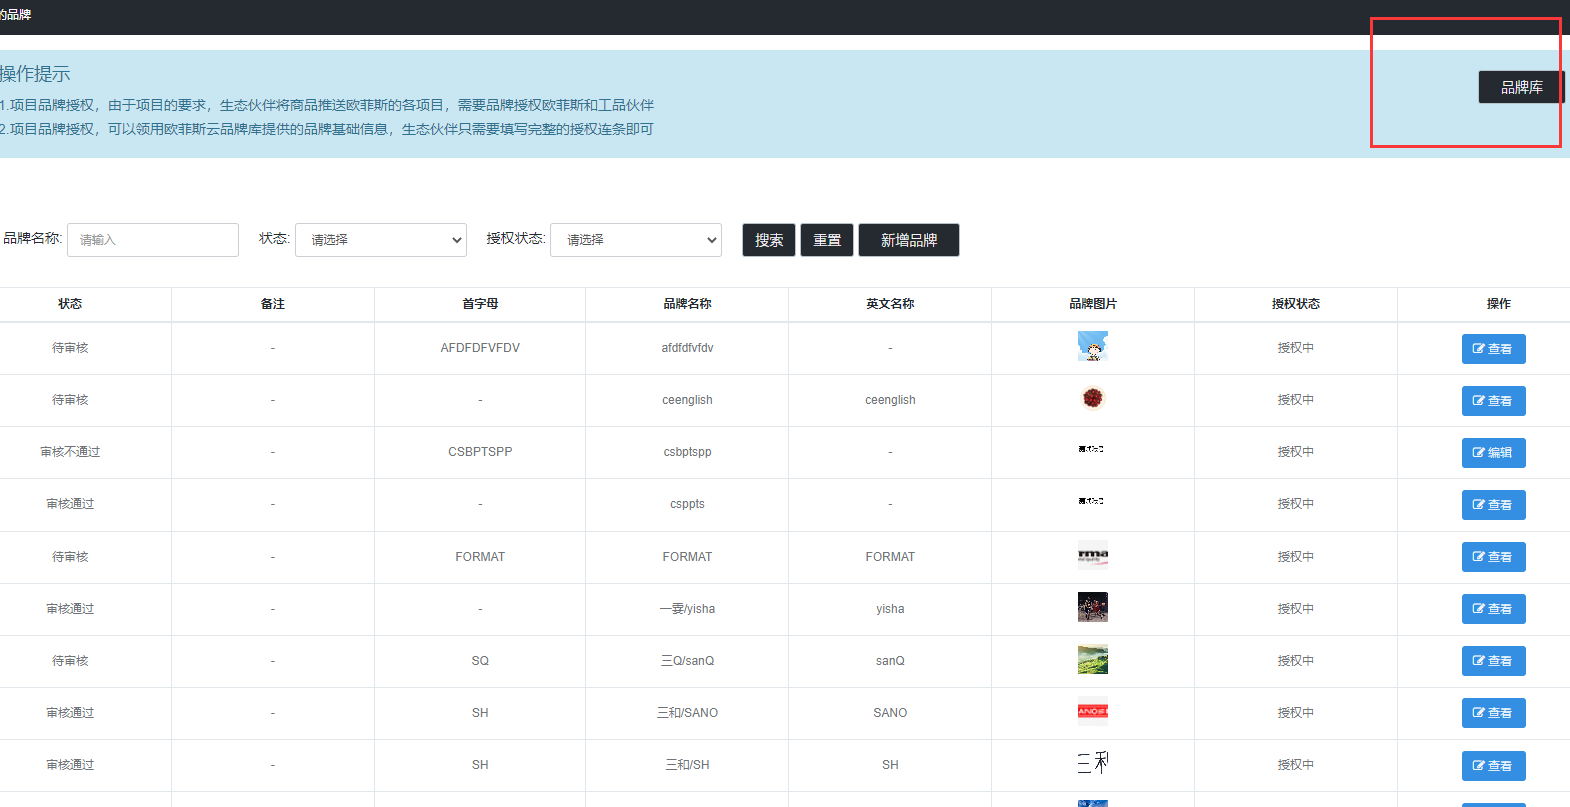 的品牌
操作提示
品牌库
1.项目品牌授权，由于项目的要求，生态伙伴将商品推送欧菲斯的各项目，需要品牌授权欧菲斯和工品伙伴
2.项目品牌授权，可以领用欧菲斯云品牌库提供的品牌基础信息，生态伙伴只需要填写完整的授权连条即可
品牌名称: 请输入 状态: 请选择 授权状态: 请选择 搜索 重置 新增品牌
状态 备注 首字母 品牌名称 英文名称 品牌图片 授权状态 操作
待审核 - AFDFDFVFDV afdfdfvfdv - 授权中 查看
待审核 - - ceenglish ceenglish 授权中 查看
审核不通过 - CSBPTSPP csbptspp - 授权中 编辑
审核通过 - - csppts - 授权中 查看
待审核 - FORMAT FORMAT FORMAT rma 授权中 查看
审核通过 - - 一霎/yisha yisha 授权中 查看
待审核 - SQ 三Q/sanQ sanQ 授权中 查看
审核通过 - SH 三和/SANO SANO 授权中 查看
审核通过 - SH 三和/SH SH 三和 授权中 查看